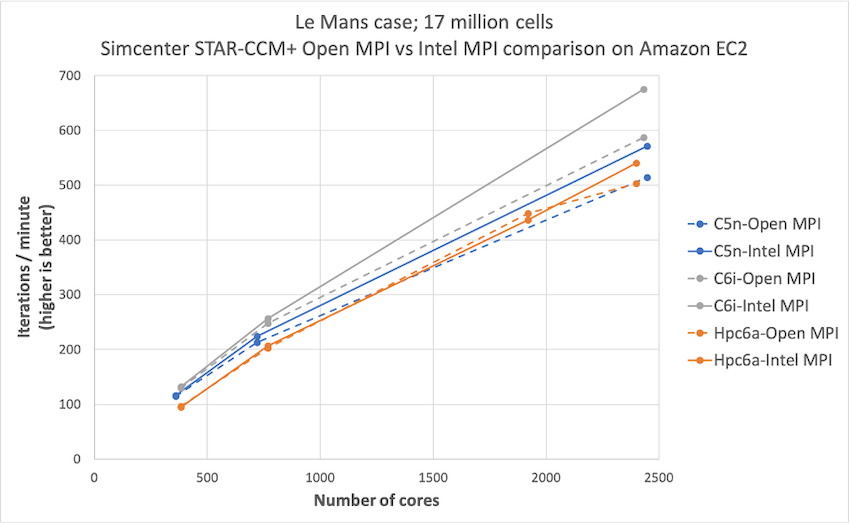 Le Mans case; 17 million cells
Simcenter STAR-CCM+ Open MPI vs Intel MPI comparison on Amazon EC2
Iterations / minute
(higher is better)
700
600
500
400
300
200
100
0
0 500 1000 1500 2000 2500
Number of cores
C5n-Open MPI
C5n-Intel MPI
C6i-Open MPI
C6i-Intel MPI
Hpc6a-Open MPI
Hpc6a-Intel MPI